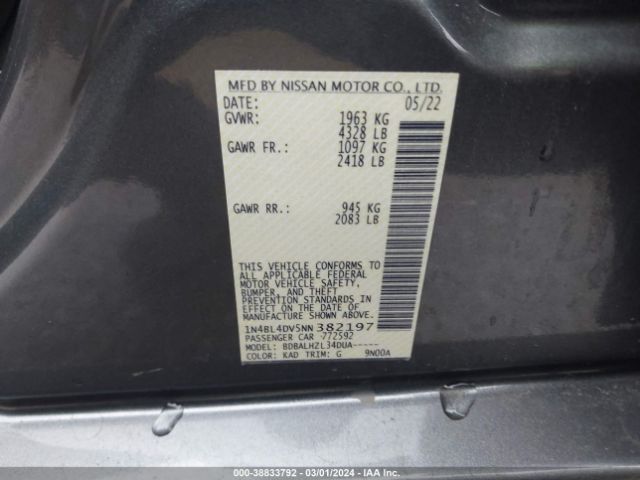 MFD BY NISSAN MOTOR CO., LTD.
DATE: 05/22
GVWR: 1963 KG
4328 LB
GAWR FR.: 1097 KG
2418 LB
GAWR RR.: 945 KG
2083 LB
THIS VEHICLE CONFORMS TO
ALL APPLICABLE FEDERAL
MOTOR VEHICLE SAFETY,
BUMPER, AND THEFT
PREVENTION STANDARDS IN
EFFECT ON THE DATE OF
MANUFACTURE SHOWN ABOVE.
1N4BL4DV5NN382197
PASSENGER CAR 772592
MODEL: BDBALHZL34DUA-----
COLOR: KAD TRIM: G 9N00A
000-38833792 - 03/01/2024 - IAA Inc.